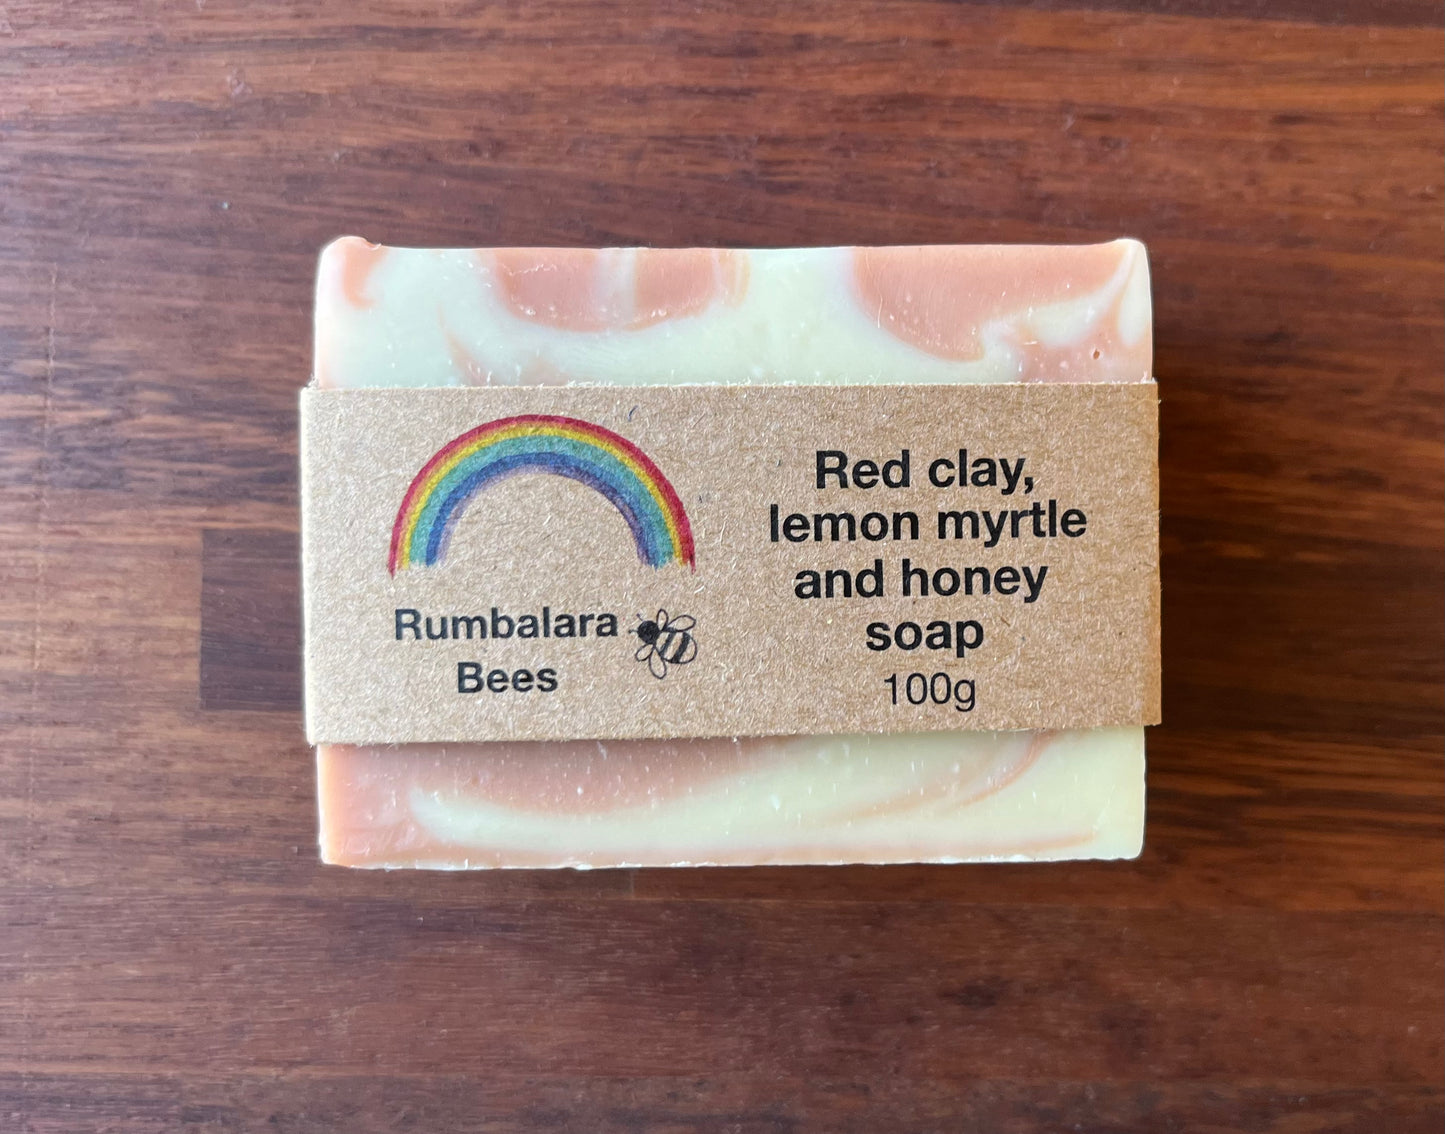 Rumbalara
Bees
Red clay,
lemon myrtle
and honey
soap
100g